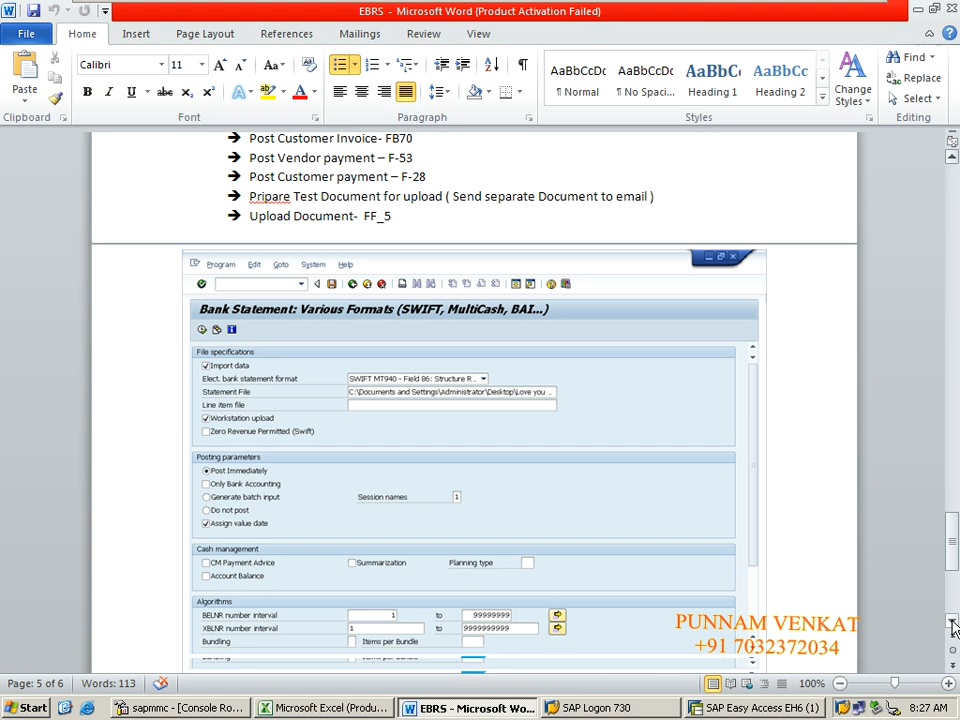 EBRS - Microsoft Word (Product Activation Failed)
File Home Insert Page Layout References Mailings Review View
Calibri 11
Find
Replace
Select
Paste
AaBbCcDc AaBbCcDc AaBbC AaBbCc
¶ Normal ¶ No Spaci... Heading 1 Heading 2
Change Styles
Clipboard Font Paragraph Styles Editing
Post Customer Invoice- FB70
Post Vendor payment – F-53
Post Customer payment – F-28
Pripare Test Document for upload ( Send separate Document to email )
Upload Document- FF_5
Program Edit Goto System Help
Bank Statement: Various Formats (SWIFT, MultiCash, BAI...)
File specifications
Import data
Elect. bank statement format SWIFT MT940 - Field 86: Structure R...
Statement File C:\Documents and Settings\Administrator\Desktop\Love you ...
Line item file
Workstation upload
Zero Revenue Permitted (Swift)
Posting parameters
Post Immediately
Only Bank Accounting
Generate batch input Session names 1
Do not post
Assign value date
Cash management
CM Payment Advice Summarization Planning type
Account Balance
Algorithms
BELNR number interval 1 to 99999999
XBLNR number interval 1 to 9999999999
Bundling Items per Bundle
PUNNAM VENKAT
+91 7032372034
Page: 5 of 6 Words: 113 100%
Start sapmmc - [Console Ro... Microsoft Excel (Produ... EBRS - Microsoft Wo... SAP Logon 730 SAP Easy Access EH6 (1) 8:27 AM